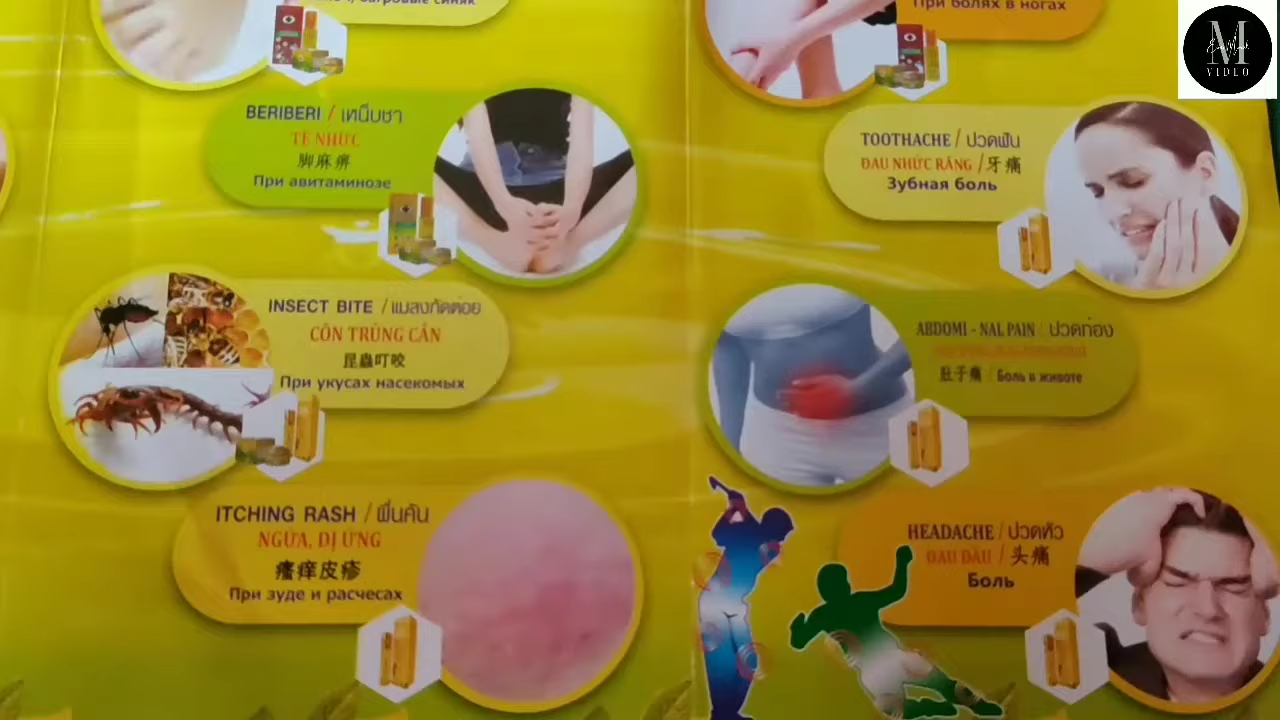 багровые синяк
BERIBERI / เหน็บชา
TÊ NHỨC
脚麻痹
При авитаминозе
INSECT BITE / แมลงกัดต่อย
CÔN TRÙNG CẮN
昆蟲叮咬
При укусах насекомых
ITCHING RASH / ผื่นคัน
NGỨA, DỊ ỨNG
瘙痒皮疹
При зуде и расчесах
При болях в ногах
TOOTHACHE / ปวดฟัน
ĐAU NHỨC RĂNG / 牙痛
Зубная боль
ABDOMI - NAL PAIN / ปวดท้อง
肚子痛 / Боль в животе
HEADACHE / ปวดหัว
ĐAU ĐẦU / 头痛
Боль
M
VIDEO